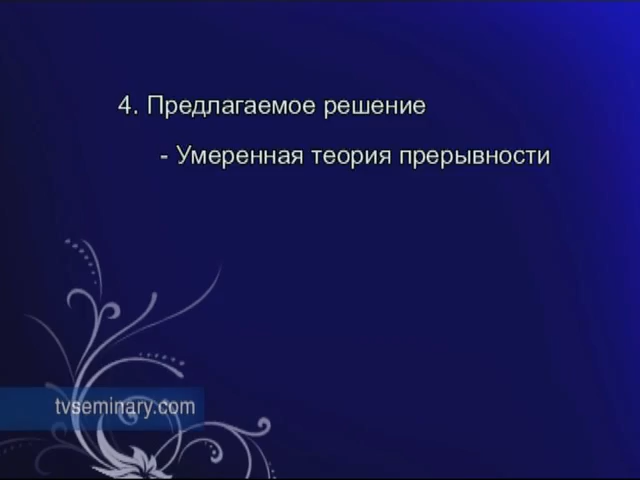 4. Предлагаемое решение
- Умеренная теория прерывности
tvseminary.com